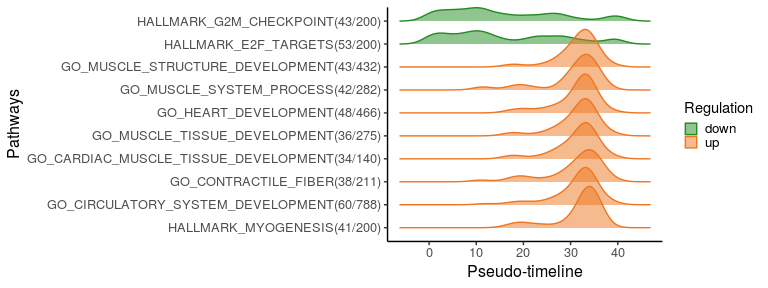 HALLMARK_G2M_CHECKPOINT(43/200)
HALLMARK_E2F_TARGETS(53/200)
GO_MUSCLE_STRUCTURE_DEVELOPMENT(43/432)
GO_MUSCLE_SYSTEM_PROCESS(42/282)
GO_HEART_DEVELOPMENT(48/466)
GO_MUSCLE_TISSUE_DEVELOPMENT(36/275)
GO_CARDIAC_MUSCLE_TISSUE_DEVELOPMENT(34/140)
GO_CONTRACTILE_FIBER(38/211)
GO_CIRCULATORY_SYSTEM_DEVELOPMENT(60/788)
HALLMARK_MYOGENESIS(41/200)
Pathways
0 10 20 30 40
Pseudo-timeline
Regulation
down
up